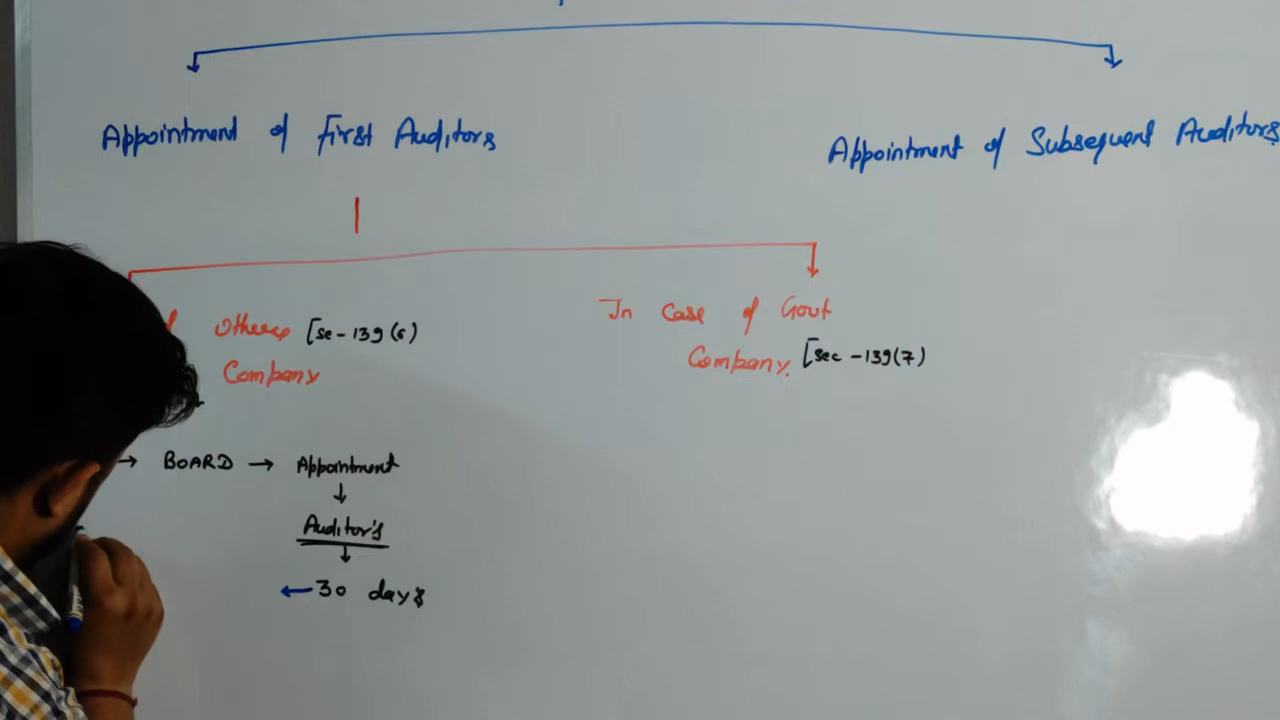 Appointment of First Auditors
Appointment of Subsequent Auditors
others [se-139(6)
Company
In Case of Govt
Company. [sec-139(7)
→ BOARD → Appointment
↓
Auditor's
↓
← 30 days